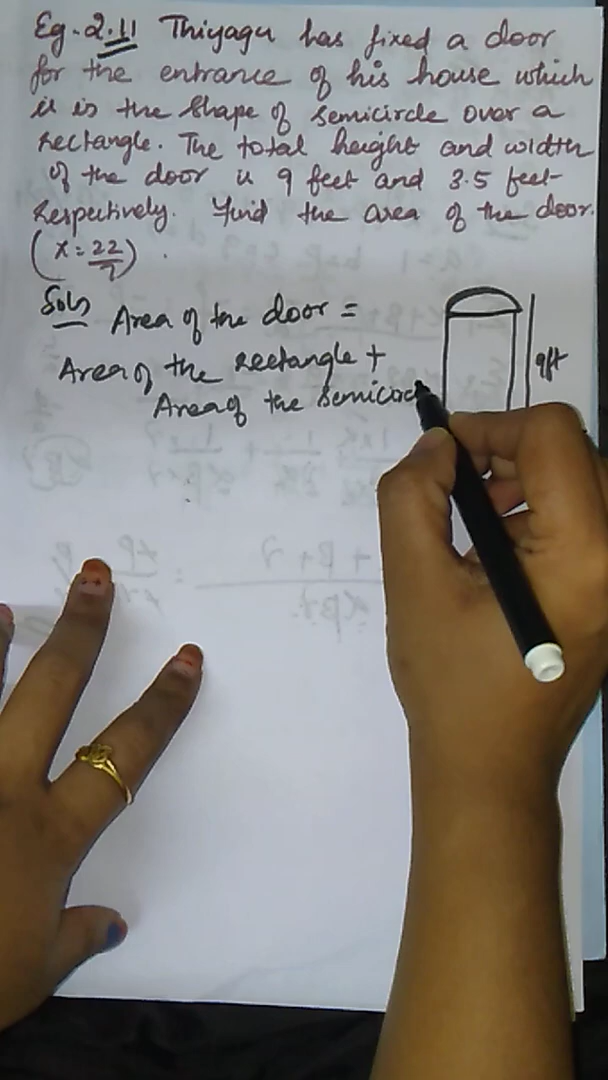 Eg. 2.11 Thiyagu has fixed a door
for the entrance of his house which
it is the shape of semicircle over a
rectangle. The total height and width
of the door is 9 feet and 3.5 feet
respectively. Find the area of the door.
(x = 22/7)
Soln Area of the door =
Area of the rectangle +
Area of the semicircle
9ft